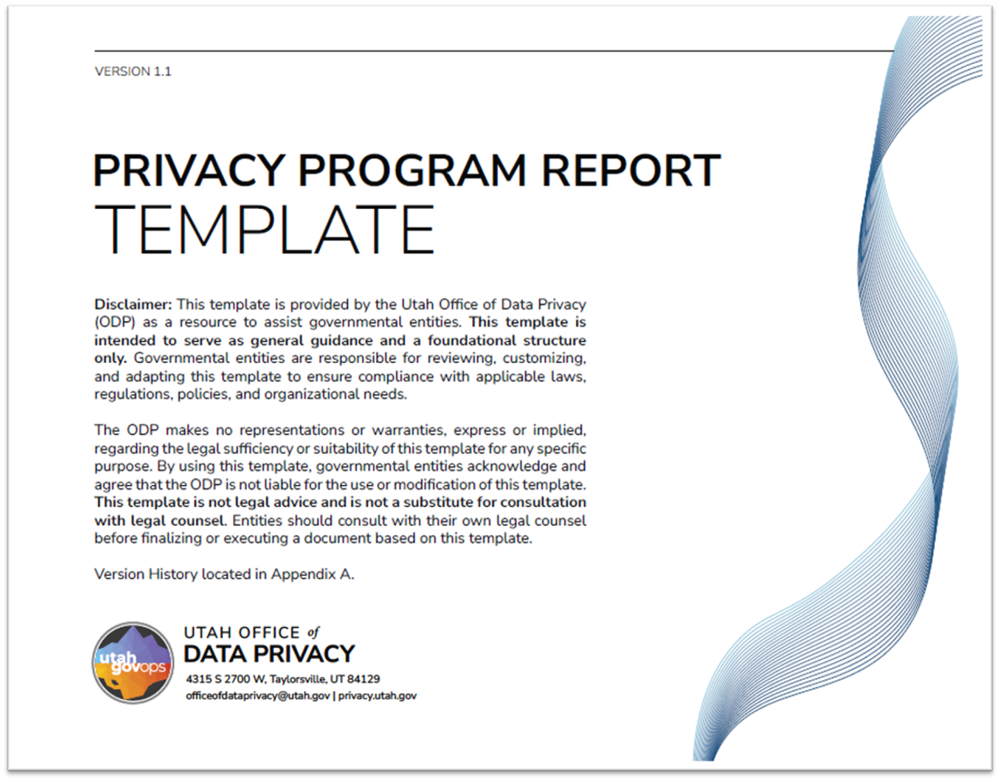 VERSION 1.1
PRIVACY PROGRAM REPORT
TEMPLATE
Disclaimer: This template is provided by the Utah Office of Data Privacy
(ODP) as a resource to assist governmental entities. This template is
intended to serve as general guidance and a foundational structure
only. Governmental entities are responsible for reviewing, customizing,
and adapting this template to ensure compliance with applicable laws,
regulations, policies, and organizational needs.
The ODP makes no representations or warranties, express or implied,
regarding the legal sufficiency or suitability of this template for any specific
purpose. By using this template, governmental entities acknowledge and
agree that the ODP is not liable for the use or modification of this template.
This template is not legal advice and is not a substitute for consultation
with legal counsel. Entities should consult with their own legal counsel
before finalizing or executing a document based on this template.
Version History located in Appendix A.
utah
govops
UTAH OFFICE of
DATA PRIVACY
4315 S 2700 W, Taylorsville, UT 84129
officeofdataprivacy@utah.gov | privacy.utah.gov